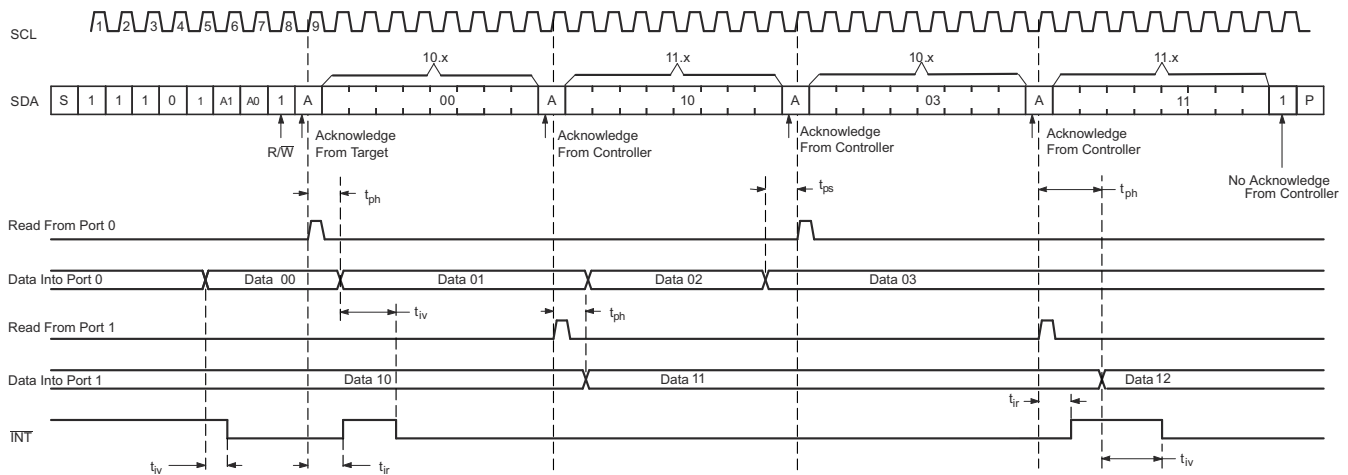 SCL
1 2 3 4 5 6 7 8 9
10.x 11.x 10.x 11.x
SDA S 1 1 1 0 1 A1 A0 1 A 00 A 10 A 03 A 11 1 P
R/W̅
Acknowledge
From Target
Acknowledge
From Controller
Acknowledge
From Controller
Acknowledge
From Controller
No Acknowledge
From Controller
tph tps tph
Read From Port 0
Data Into Port 0 Data 00 Data 01 Data 02 Data 03
tiv tph
Read From Port 1
Data Into Port 1 Data 10 Data 11 Data 12
tir
I̅N̅T̅
tiv tir tiv